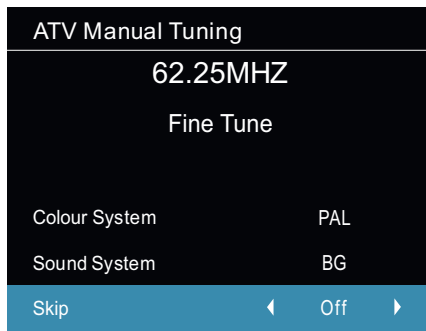 ATV Manual Tuning
62.25MHZ
Fine Tune
Colour System PAL
Sound System BG
Skip Off